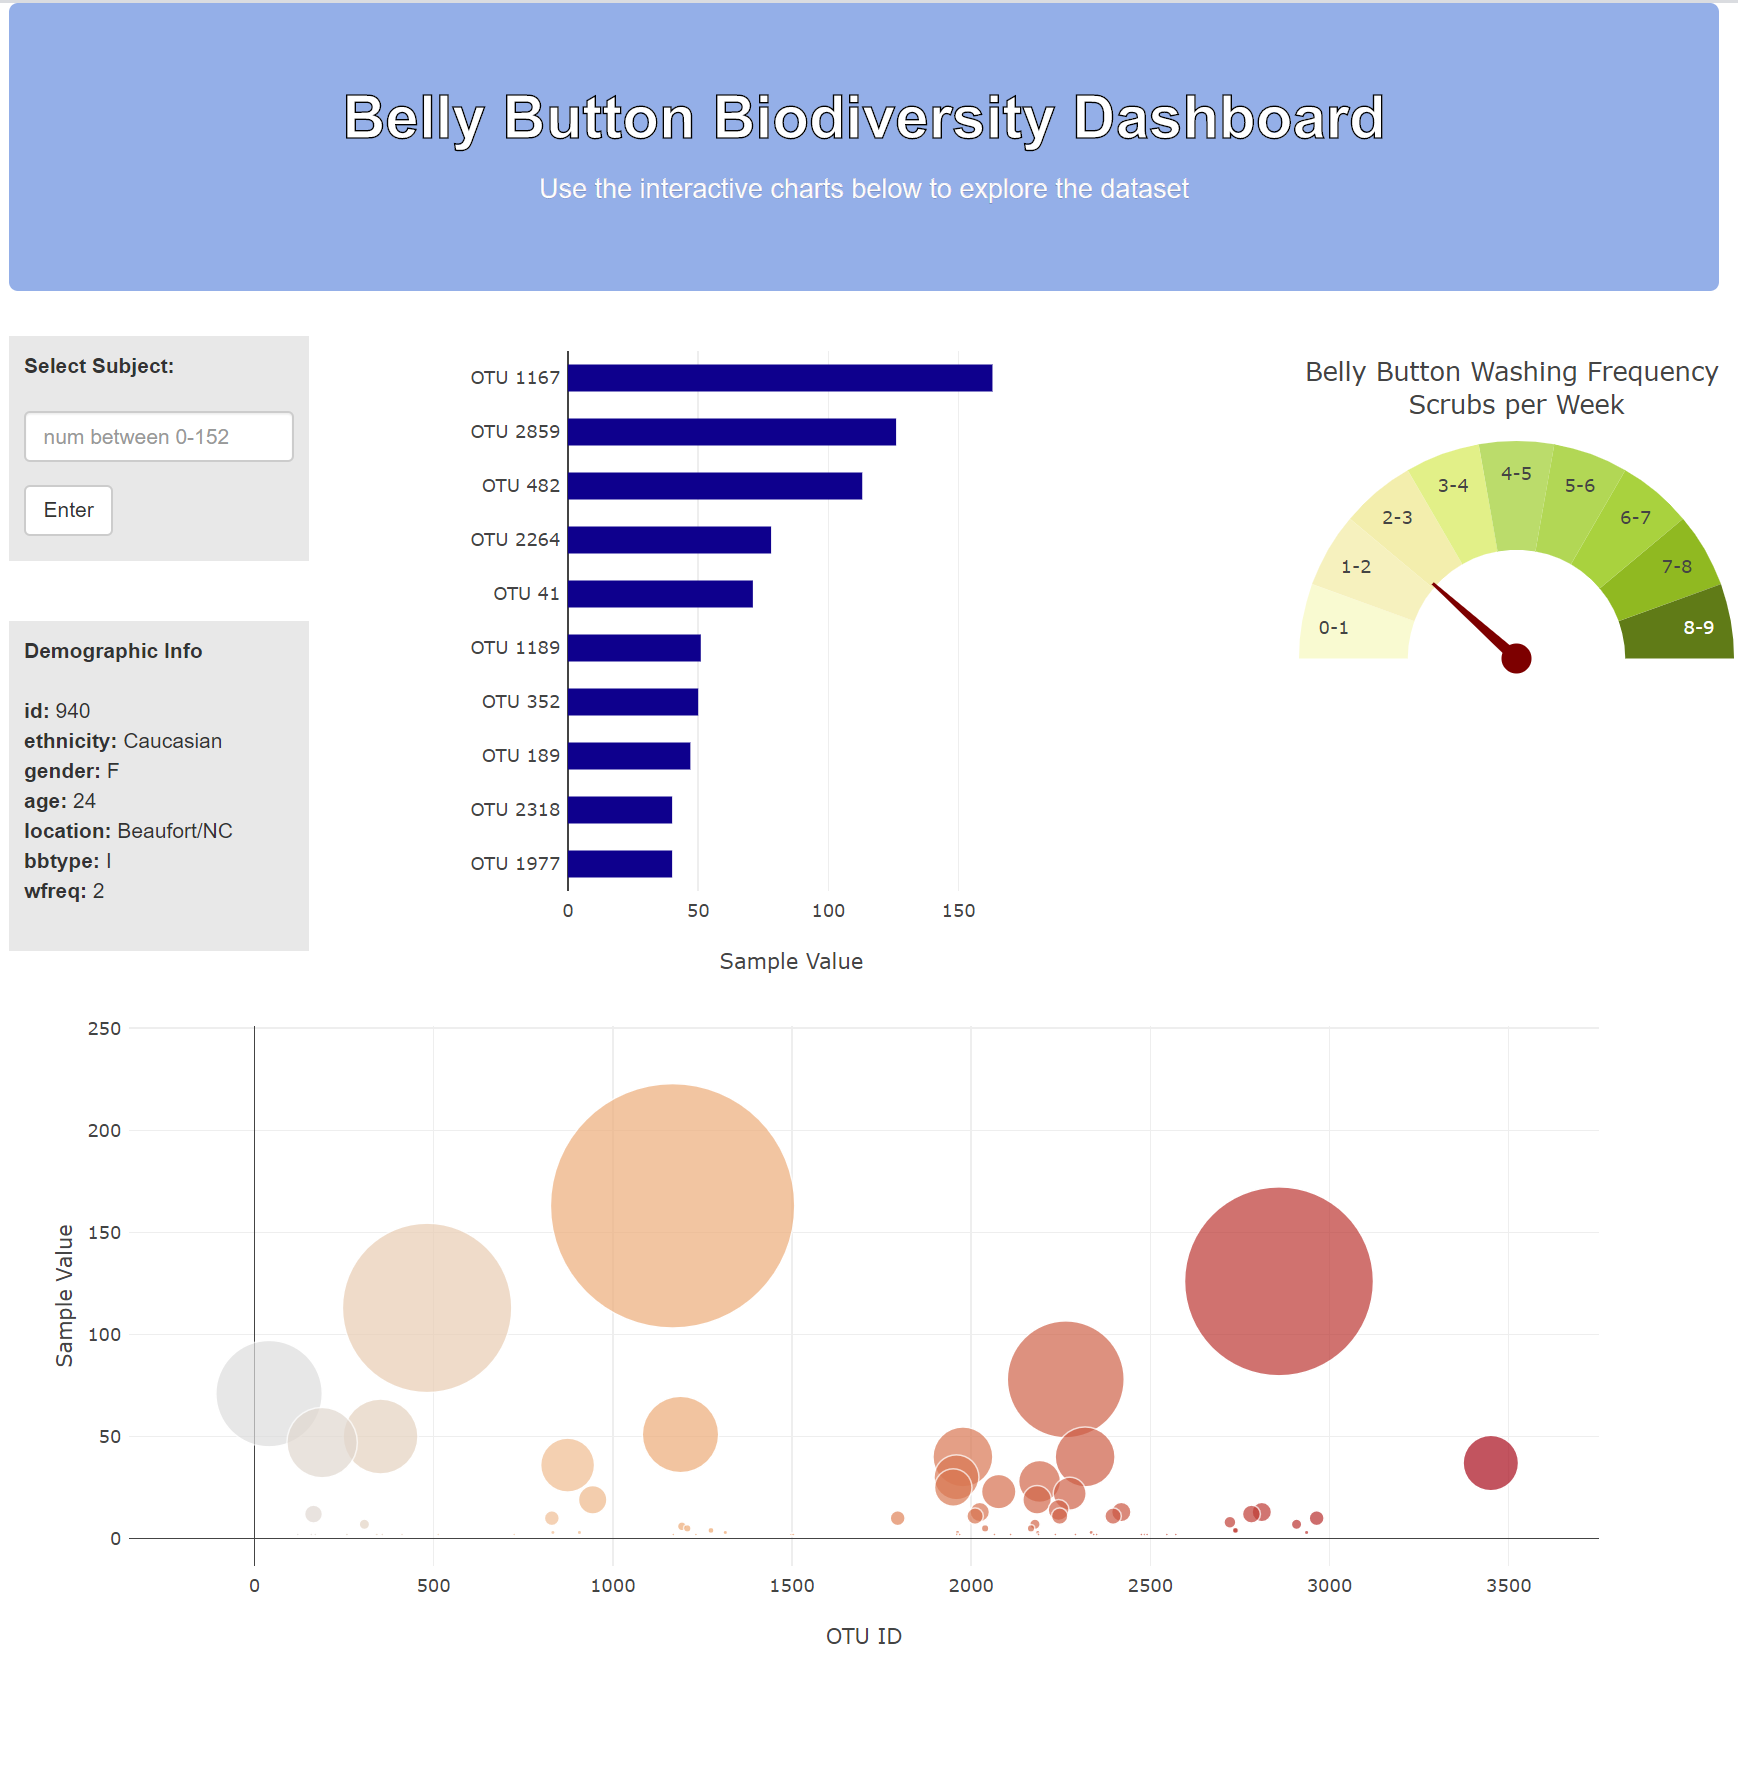 Belly Button Biodiversity Dashboard
Use the interactive charts below to explore the dataset
Select Subject:
num between 0-152
Enter
Demographic Info
id: 940
ethnicity: Caucasian
gender: F
age: 24
location: Beaufort/NC
bbtype: I
wfreq: 2
OTU 1167
OTU 2859
OTU 482
OTU 2264
OTU 41
OTU 1189
OTU 352
OTU 189
OTU 2318
OTU 1977
0 50 100 150
Sample Value
Belly Button Washing Frequency
Scrubs per Week
0-1
1-2
2-3
3-4
4-5
5-6
6-7
7-8
8-9
250
200
150
100
50
0
Sample Value
0 500 1000 1500 2000 2500 3000 3500
OTU ID